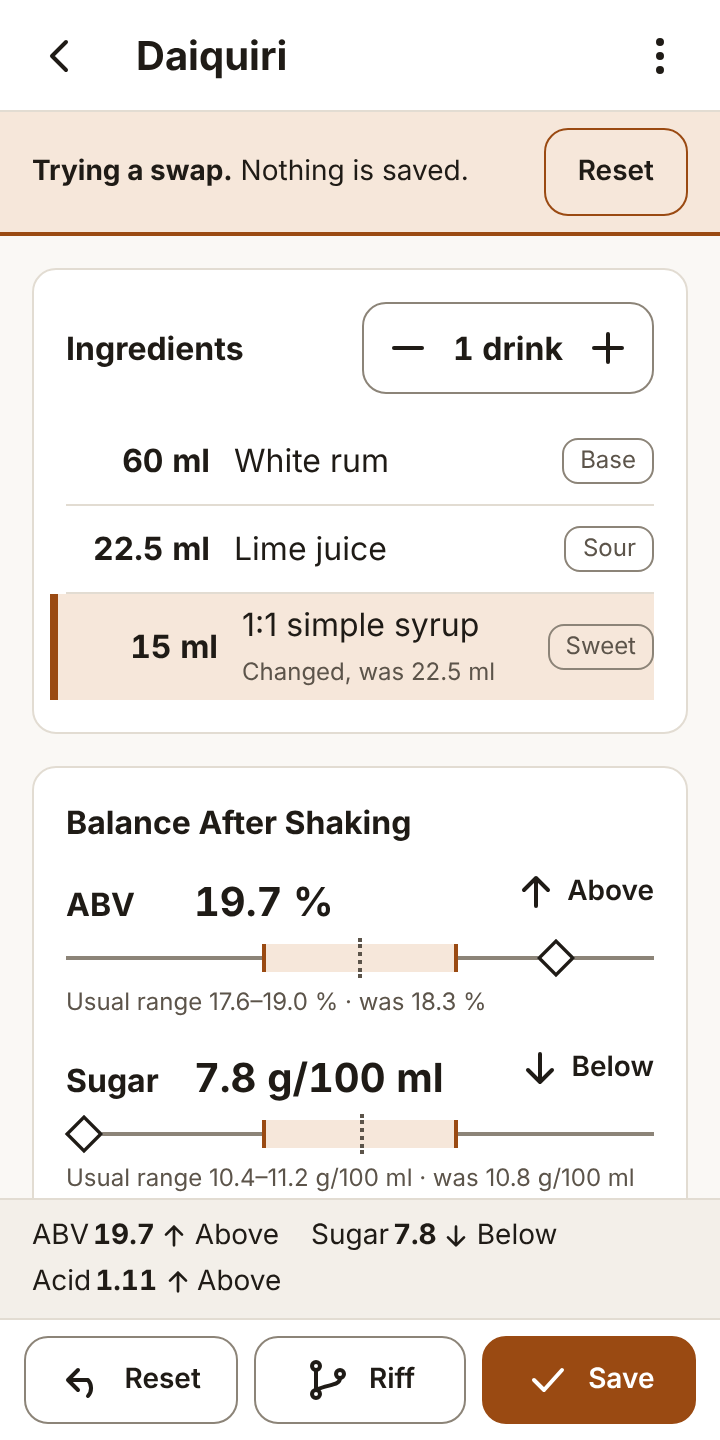 Daiquiri
Trying a swap. Nothing is saved.
Reset
Ingredients
1 drink
60 ml White rum Base
22.5 ml Lime juice Sour
15 ml 1:1 simple syrup Sweet
Changed, was 22.5 ml
Balance After Shaking
ABV 19.7 % ↑ Above
Usual range 17.6–19.0 % · was 18.3 %
Sugar 7.8 g/100 ml ↓ Below
Usual range 10.4–11.2 g/100 ml · was 10.8 g/100 ml
ABV 19.7 ↑ Above Sugar 7.8 ↓ Below
Acid 1.11 ↑ Above
Reset Riff Save